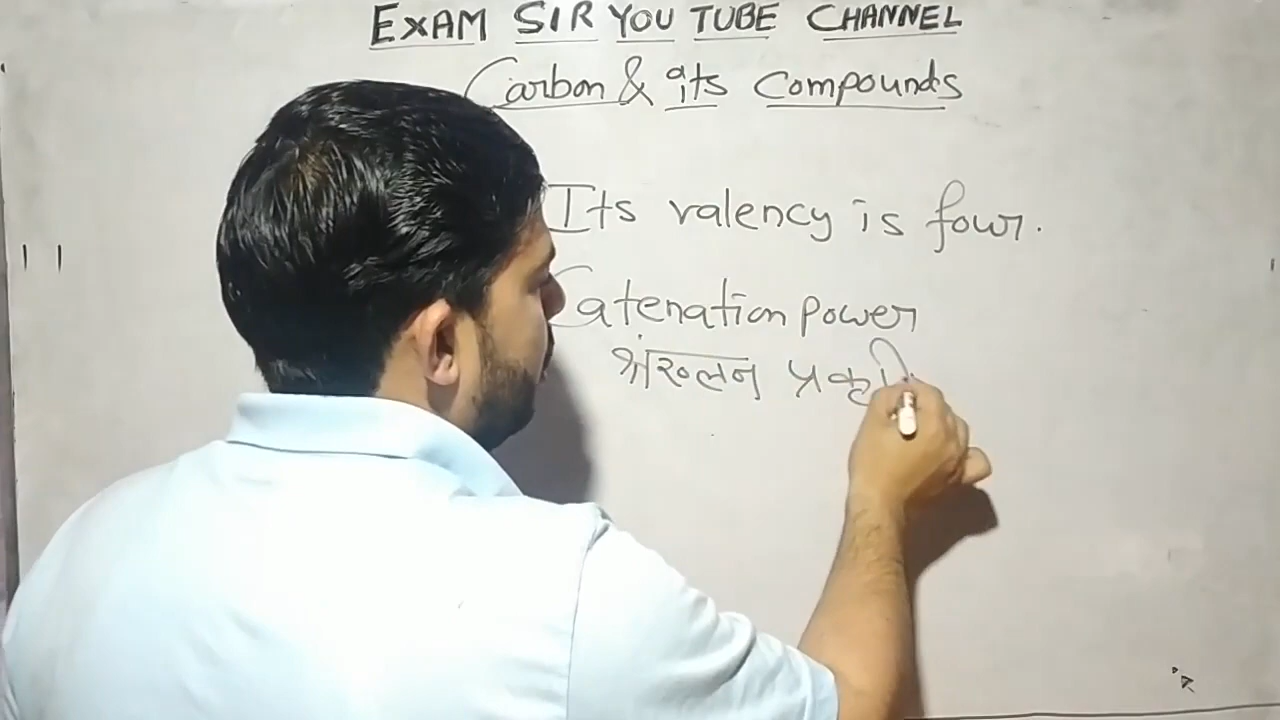 EXAM SIR YOU TUBE CHANNEL
Carbon & its Compounds
Its valency is four.
Catenation power
श्रंखलन